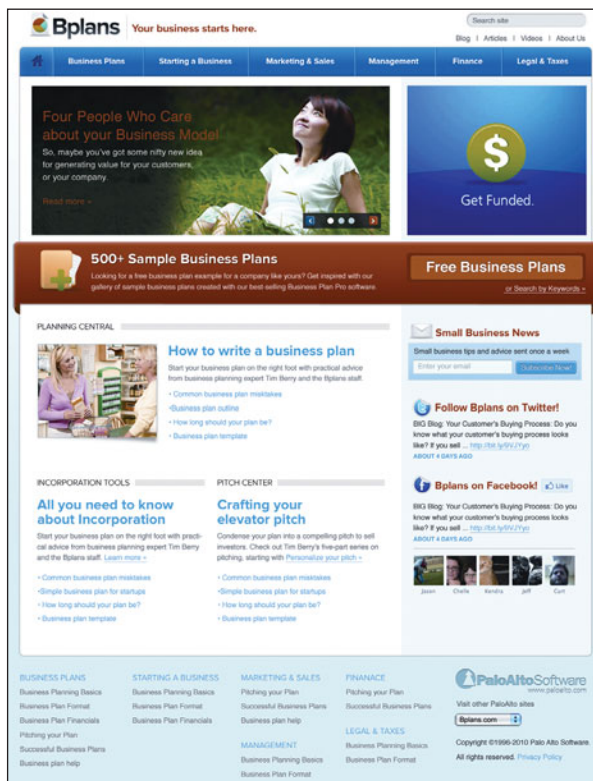 Bplans
Your business starts here.
Search site
Blog | Articles | Videos | About Us
Business Plans
Starting a Business
Marketing & Sales
Management
Finance
Legal & Taxes
Four People Who Care
about your Business Model
So, maybe you've got some nifty new idea
for generating value for your customers,
or your company.
Read more »
$
Get Funded.
500+ Sample Business Plans
Looking for a free business plan example for a company like yours? Get inspired with our
gallery of sample business plans created with our best-selling Business Plan Pro software.
Free Business Plans
or Search by Keywords »
PLANNING CENTRAL
How to write a business plan
Start your business plan on the right foot with practical advice
from business planning expert Tim Berry and the Bplans staff.
• Common business plan misktakes
•Business plan outline
• How long should your plan be?
• Business plan template
INCORPORATION TOOLS
All you need to know
about Incorporation
Start your business plan on the right foot with practi-
cal advice from business planning expert Tim Berry
and the Bplans staff. Learn more »
• Common business plan misktakes
•Simple business plan for startups
• How long should your plan be?
• Business plan template
PITCH CENTER
Crafting your
elevator pitch
Condense your plan into a compelling pitch to sell
investors. Check out Tim Berry's five-part series on
pitching, starting with Personalize your pitch »
• Common business plan misktakes
•Simple business plan for startups
• How long should your plan be?
• Business plan template
Small Business News
Small business tips and advice sent once a week
Enter your email
Subscribe Now!
Follow Bplans on Twitter!
BIG Blog: Your Customer's Buying Process: Do you
know what your customer's buying process looks
like? If you sell ... http://bit.ly/9VJYyo
ABOUT 4 DAYS AGO
Bplans on Facebook!
Like
BIG Blog: Your Customer's Buying Process: Do you
know what your customer's buying process looks
like? If you sell ... http://bit.ly/9VJYyo
ABOUT 4 DAYS AGO
Jason
Chelle
Kendra
Jeff
Curt
BUSINESS PLANS
Business Planning Basics
Business Plan Format
Business Plan Financials
Pitching your Plan
Successful Business Plans
Business plan help
STARTING A BUSINESS
Business Planning Basics
Business Plan Format
Business Plan Financials
MARKETING & SALES
Pitching your Plan
Successful Business Plans
Business plan help
MANAGEMENT
Business Planning Basics
Business Plan Format
FINANACE
Pitching your Plan
Successful Business Plans
LEGAL & TAXES
Business Planning Basics
Business Plan Format
PaloAltoSoftware
www.paloalto.com
Visit other PaloAlto sites
Bplans.com
Copyright ©1996-2010 Palo Alto Software.
All rights reserved. Privacy Policy